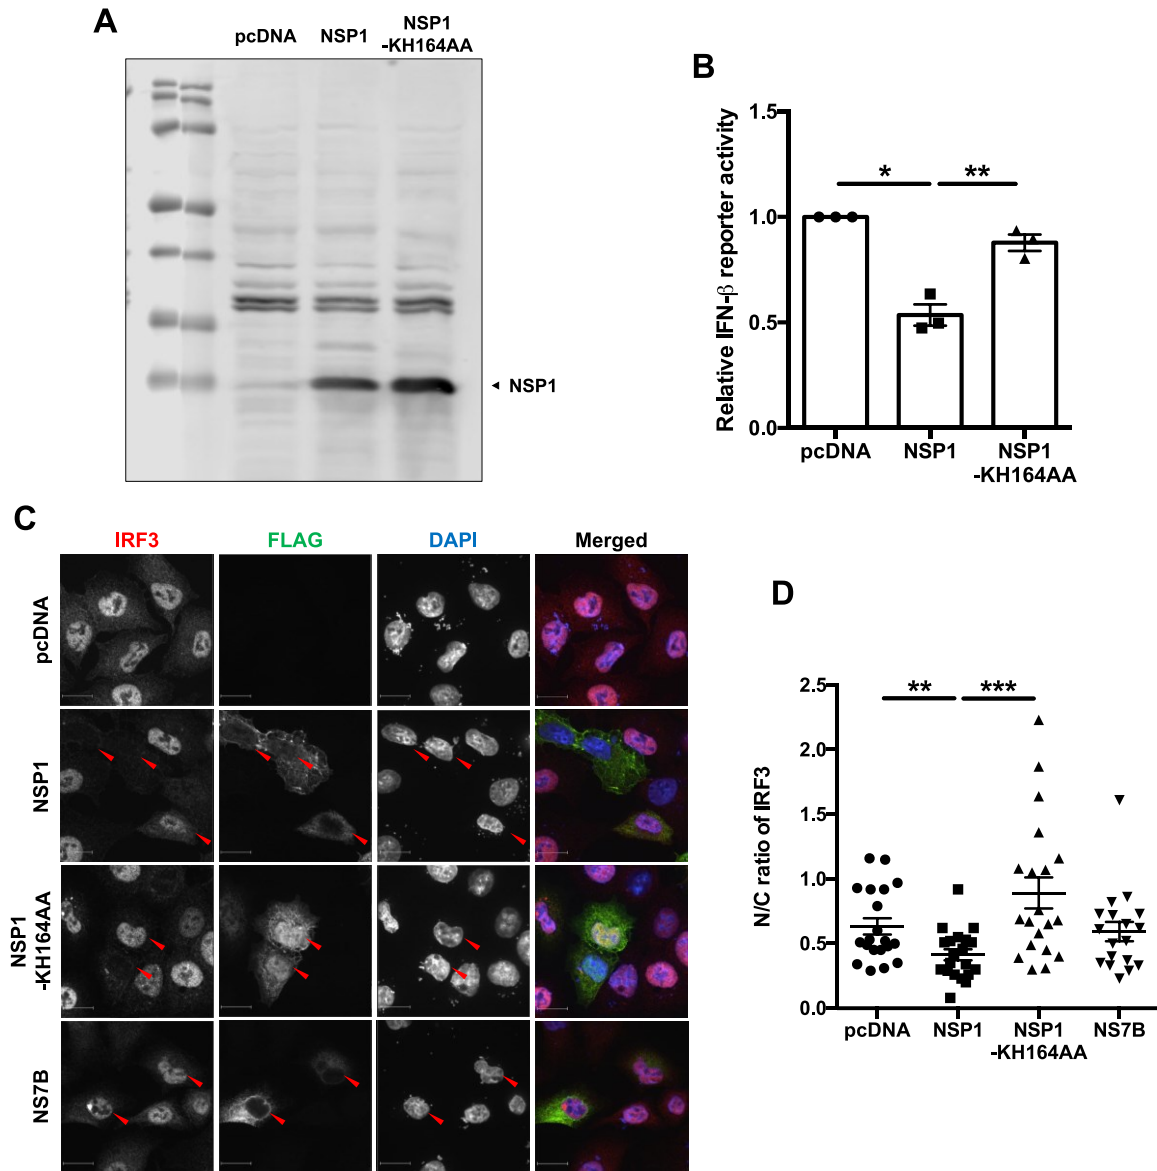 A
pcDNA
NSP1
NSP1
-KH164AA
NSP1
B
Relative IFN-β reporter activity
1.5
1.0
0.5
0.0
*
**
pcDNA
NSP1
NSP1
-KH164AA
C
IRF3
FLAG
DAPI
Merged
pcDNA
NSP1
NSP1
-KH164AA
NS7B
D
N/C ratio of IRF3
2.5
2.0
1.5
1.0
0.5
0.0
**
***
pcDNA
NSP1
NSP1
-KH164AA
NS7B